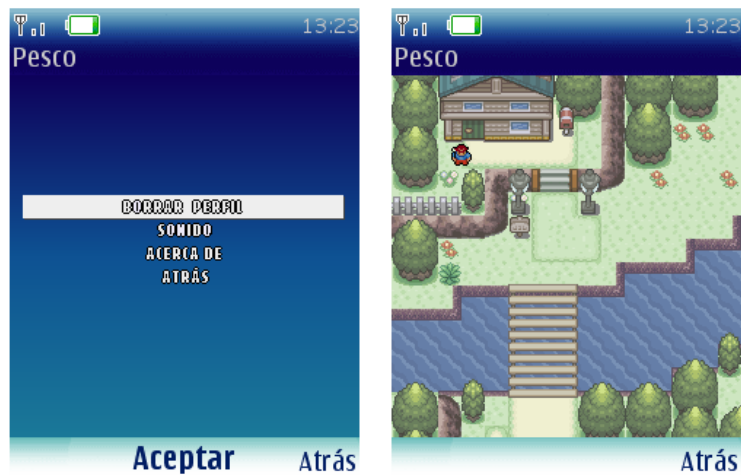 13:23
Pesco
BORRAR PERFIL
SONIDO
ACERCA DE
ATRÁS
Aceptar
Atrás
13:23
Pesco
Atrás